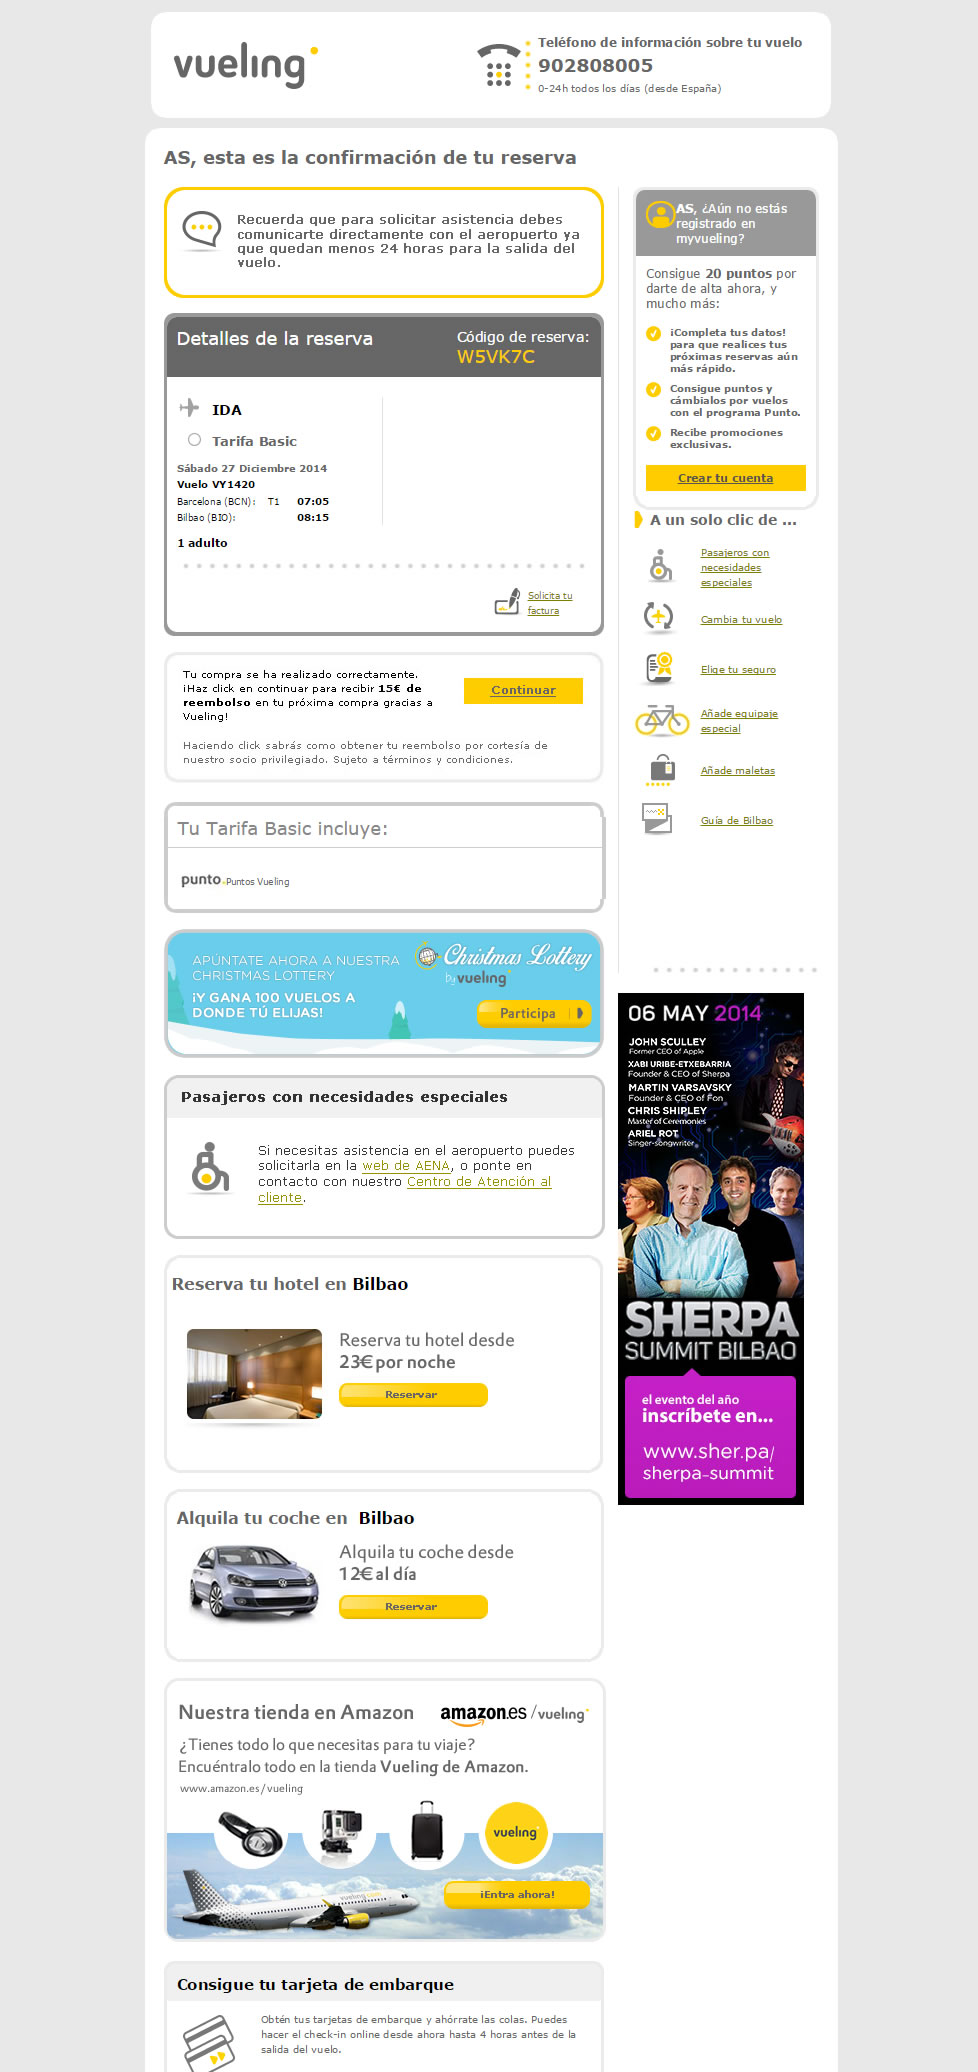 vueling
Teléfono de información sobre tu vuelo
902808005
0-24h todos los días (desde España)
AS, esta es la confirmación de tu reserva
Recuerda que para solicitar asistencia debes
comunicarte directamente con el aeropuerto ya
que quedan menos 24 horas para la salida del
vuelo.
Detalles de la reserva
Código de reserva:
W5VK7C
IDA
Tarifa Basic
Sábado 27 Diciembre 2014
Vuelo VY1420
Barcelona (BCN): T1 07:05
Bilbao (BIO): 08:15
1 adulto
Solicita tu
factura
Tu compra se ha realizado correctamente.
¡Haz click en continuar para recibir 15€ de
reembolso en tu próxima compra gracias a
Vueling!
Continuar
Haciendo click sabrás como obtener tu reembolso por cortesía de
nuestro socio privilegiado. Sujeto a términos y condiciones.
Tu Tarifa Basic incluye:
punto Puntos Vueling
APÚNTATE AHORA A NUESTRA
CHRISTMAS LOTTERY
¡Y GANA 100 VUELOS A
DONDE TÚ ELIJAS!
Christmas Lottery
by vueling
Participa
Pasajeros con necesidades especiales
Si necesitas asistencia en el aeropuerto puedes
solicitarla en la web de AENA, o ponte en
contacto con nuestro Centro de Atención al
cliente.
Reserva tu hotel en Bilbao
Reserva tu hotel desde
23€ por noche
Reservar
Alquila tu coche en Bilbao
Alquila tu coche desde
12€ al día
Reservar
Nuestra tienda en Amazon
amazon.es /vueling
¿Tienes todo lo que necesitas para tu viaje?
Encuéntralo todo en la tienda Vueling de Amazon.
www.amazon.es/vueling
vueling
vueling.com
¡Entra ahora!
Consigue tu tarjeta de embarque
Obtén tus tarjetas de embarque y ahórrate las colas. Puedes
hacer el check-in online desde ahora hasta 4 horas antes de la
salida del vuelo.
AS, ¿Aún no estás
registrado en
myvueling?
Consigue 20 puntos por
darte de alta ahora, y
mucho más:
¡Completa tus datos!
para que realices tus
próximas reservas aún
más rápido.
Consigue puntos y
cámbialos por vuelos
con el programa Punto.
Recibe promociones
exclusivas.
Crear tu cuenta
A un solo clic de ...
Pasajeros con
necesidades
especiales
Cambia tu vuelo
Elige tu seguro
Añade equipaje
especial
Añade maletas
Guía de Bilbao
06 MAY 2014
JOHN SCULLEY
Former CEO of Apple
XABI URIBE-ETXEBARRIA
Founder & CEO of Sherpa
MARTIN VARSAVSKY
Founder & CEO of Fon
CHRIS SHIPLEY
Master of Ceremonies
ARIEL ROT
Singer-songwriter
SHERPA
SUMMIT BILBAO
el evento del año
inscríbete en...
www.sher.pa/
sherpa-summit